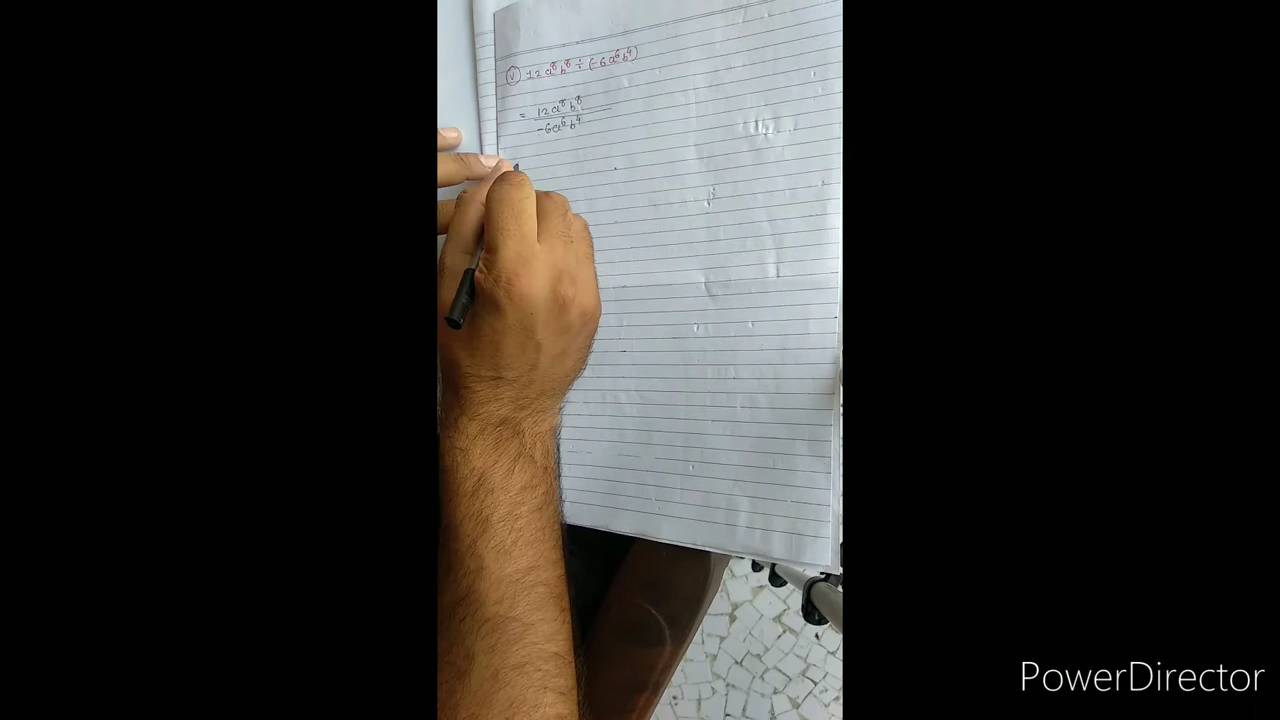 (v) 12a⁸b⁸ ÷ (-6a⁶b⁴)
= 12a⁸b⁸
-6a⁶b⁴
PowerDirector